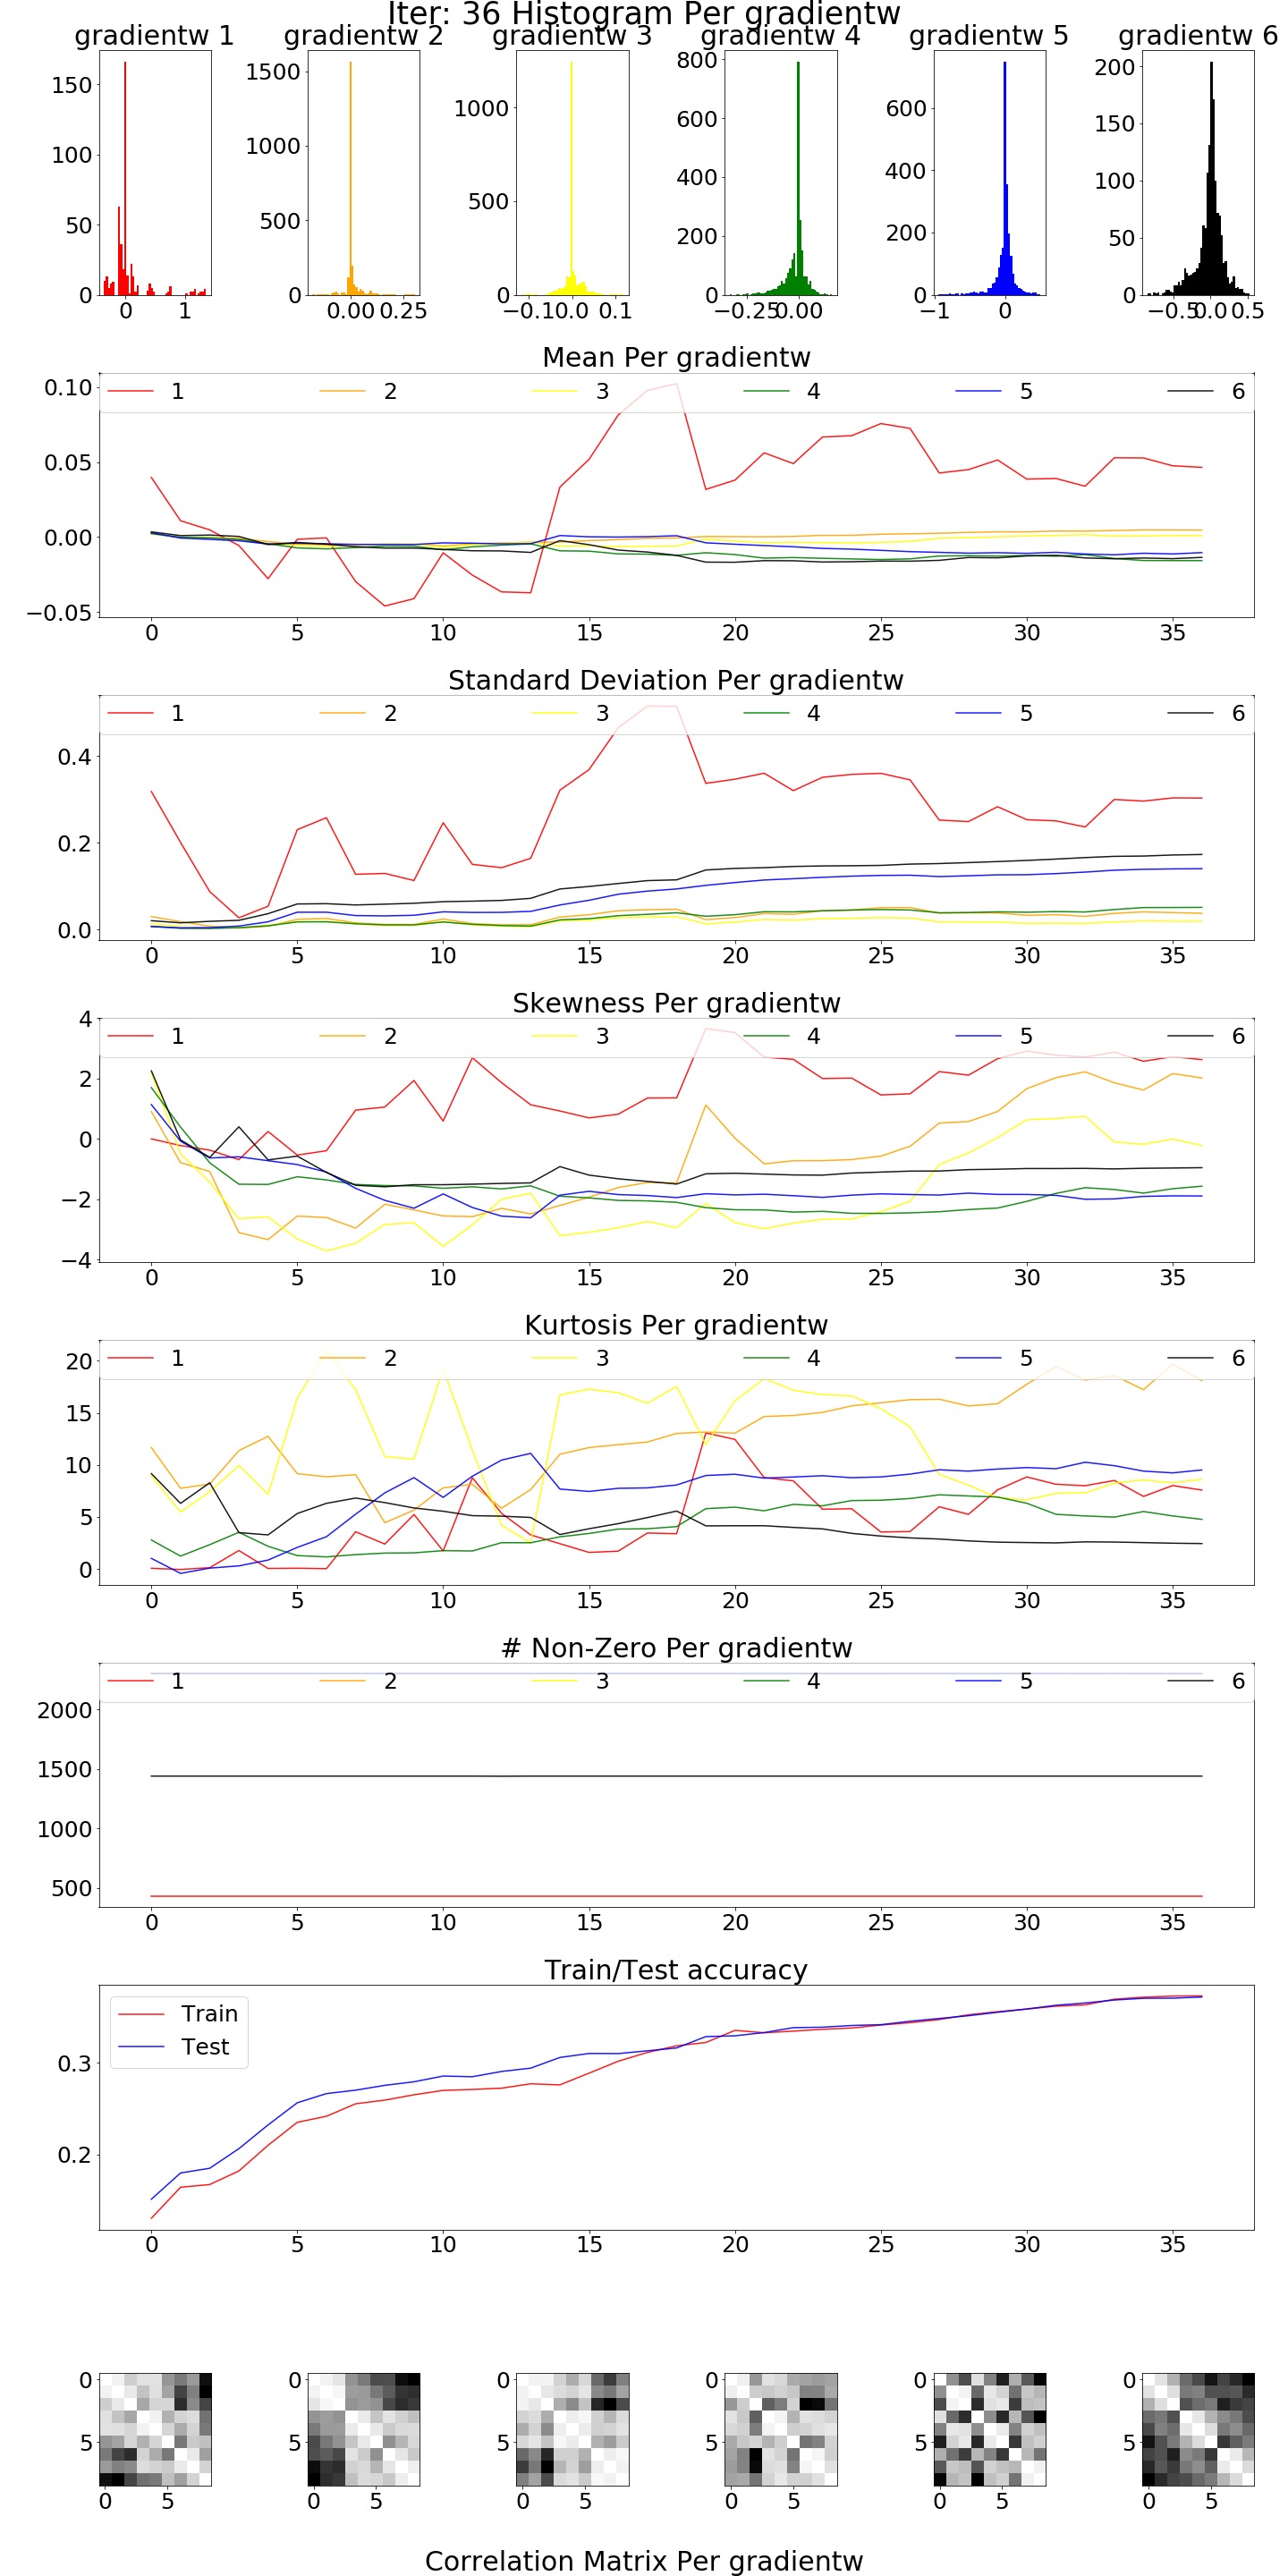 Iter: 36 Histogram Per gradientw
gradientw 1 gradientw 2 gradientw 3 gradientw 4 gradientw 5 gradientw 6
150
100
50
0
0 1
1500
1000
500
0
0.00 0.25
1000
500
0
−0.10 0.0 0.1
800
600
400
200
0
−0.25 0.00
600
400
200
0
−1 0
200
150
100
50
0
−0.5 0.0 0.5
Mean Per gradientw
1 2 3 4 5 6
0.10
0.05
0.00
−0.05
0 5 10 15 20 25 30 35
Standard Deviation Per gradientw
1 2 3 4 5 6
0.4
0.2
0.0
0 5 10 15 20 25 30 35
Skewness Per gradientw
1 2 3 4 5 6
4
2
0
−2
−4
0 5 10 15 20 25 30 35
Kurtosis Per gradientw
1 2 3 4 5 6
20
15
10
5
0
0 5 10 15 20 25 30 35
# Non-Zero Per gradientw
1 2 3 4 5 6
2000
1500
1000
500
0 5 10 15 20 25 30 35
Train/Test accuracy
Train
Test
0.3
0.2
0 5 10 15 20 25 30 35
0
5
0 5
0
5
0 5
0
5
0 5
0
5
0 5
0
5
0 5
0
5
0 5
Correlation Matrix Per gradientw